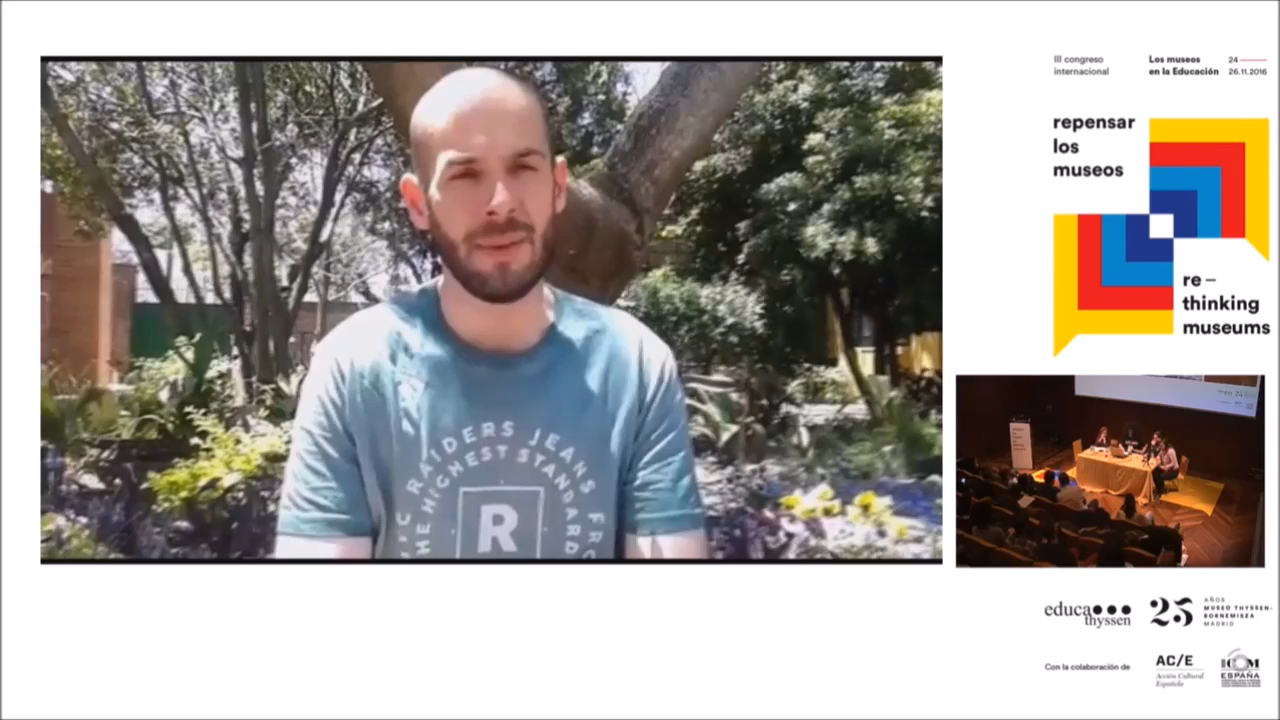 III congreso
internacional
Los museos
en la Educación
24
26.11.2016
repensar
los
museos
re –
thinking
museums
RAIDERS JEANS FRO
THE HIGHEST STANDARD
R
educa
thyssen
25
AÑOS
MUSEO THYSSEN-
BORNEMISZA
MADRID
Con la colaboración de
AC/E
Acción Cultural
Española
ICOM
ESPAÑA